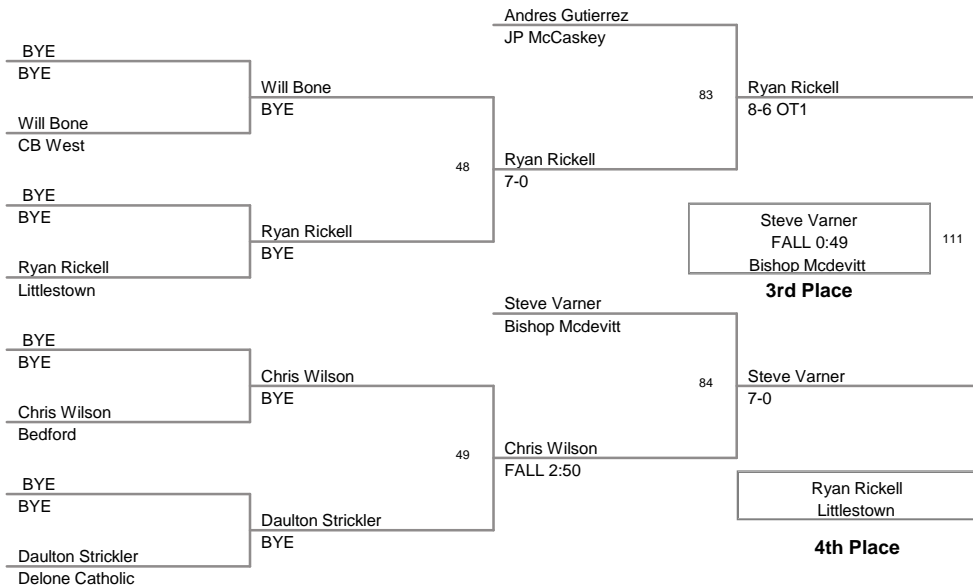 Andres Gutierrez
JP McCaskey
BYE
BYE
Will Bone
BYE
83
Ryan Rickell
8-6 OT1
Will Bone
CB West
48
Ryan Rickell
7-0
BYE
BYE
Ryan Rickell
BYE
Steve Varner
FALL 0:49
Bishop Mcdevitt
111
3rd Place
Ryan Rickell
Littlestown
Steve Varner
Bishop Mcdevitt
BYE
BYE
Chris Wilson
BYE
84
Steve Varner
7-0
Chris Wilson
Bedford
49
Chris Wilson
FALL 2:50
BYE
BYE
Daulton Strickler
BYE
Ryan Rickell
Littlestown
4th Place
Daulton Strickler
Delone Catholic